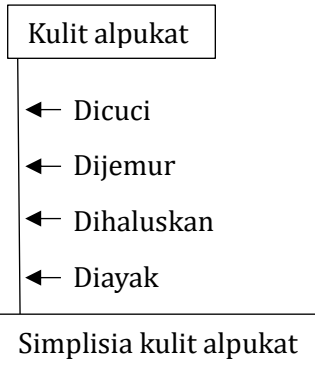 Kulit alpukat
Dicuci
Dijemur
Dihaluskan
Diayak
Simplisia kulit alpukat